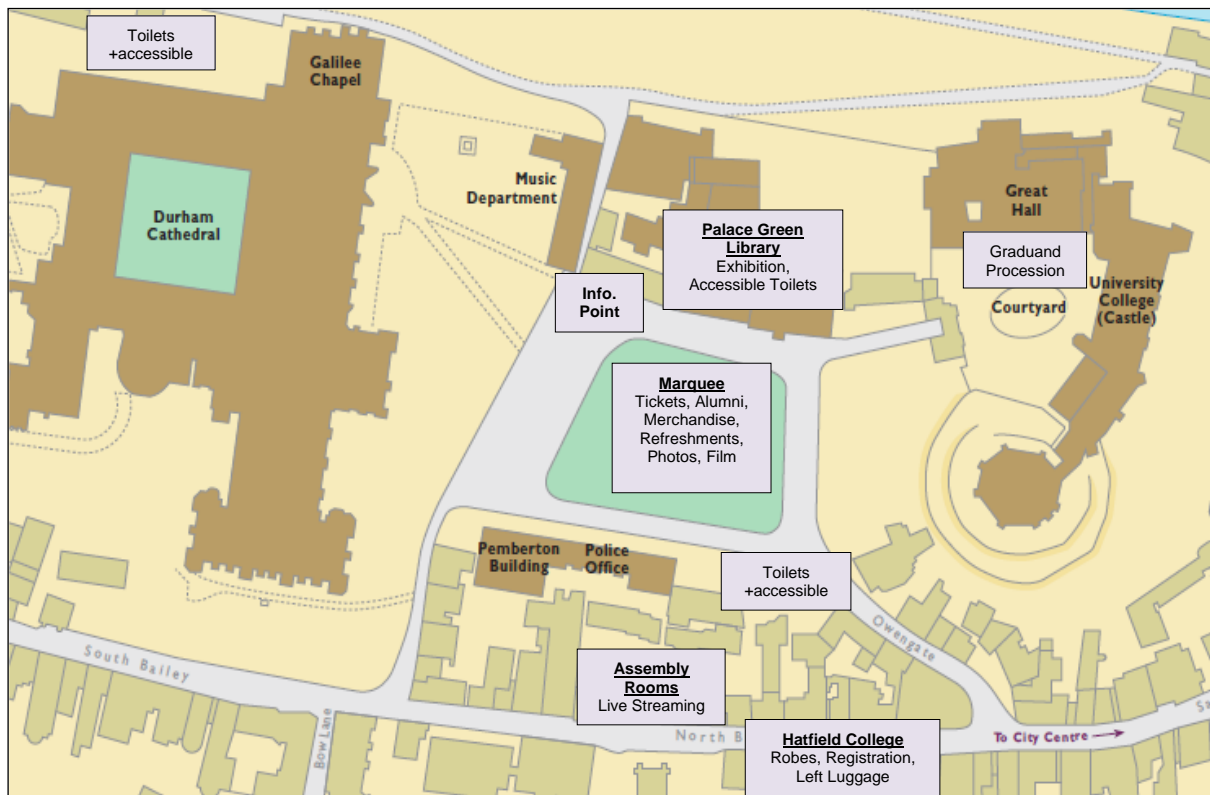 Toilets
+accessible
Galilee
Chapel
Durham
Cathedral
Music
Department
Great
Hall
Palace Green
Library
Exhibition,
Accessible Toilets
Graduand
Procession
University
College
(Castle)
Courtyard
Info.
Point
Marquee
Tickets, Alumni,
Merchandise,
Refreshments,
Photos, Film
Pemberton
Building
Police
Office
Toilets
+accessible
Owengate
South Bailey
Bow Lane
Assembly
Rooms
Live Streaming
North B
Hatfield College
Robes, Registration,
Left Luggage
To City Centre →
Sa